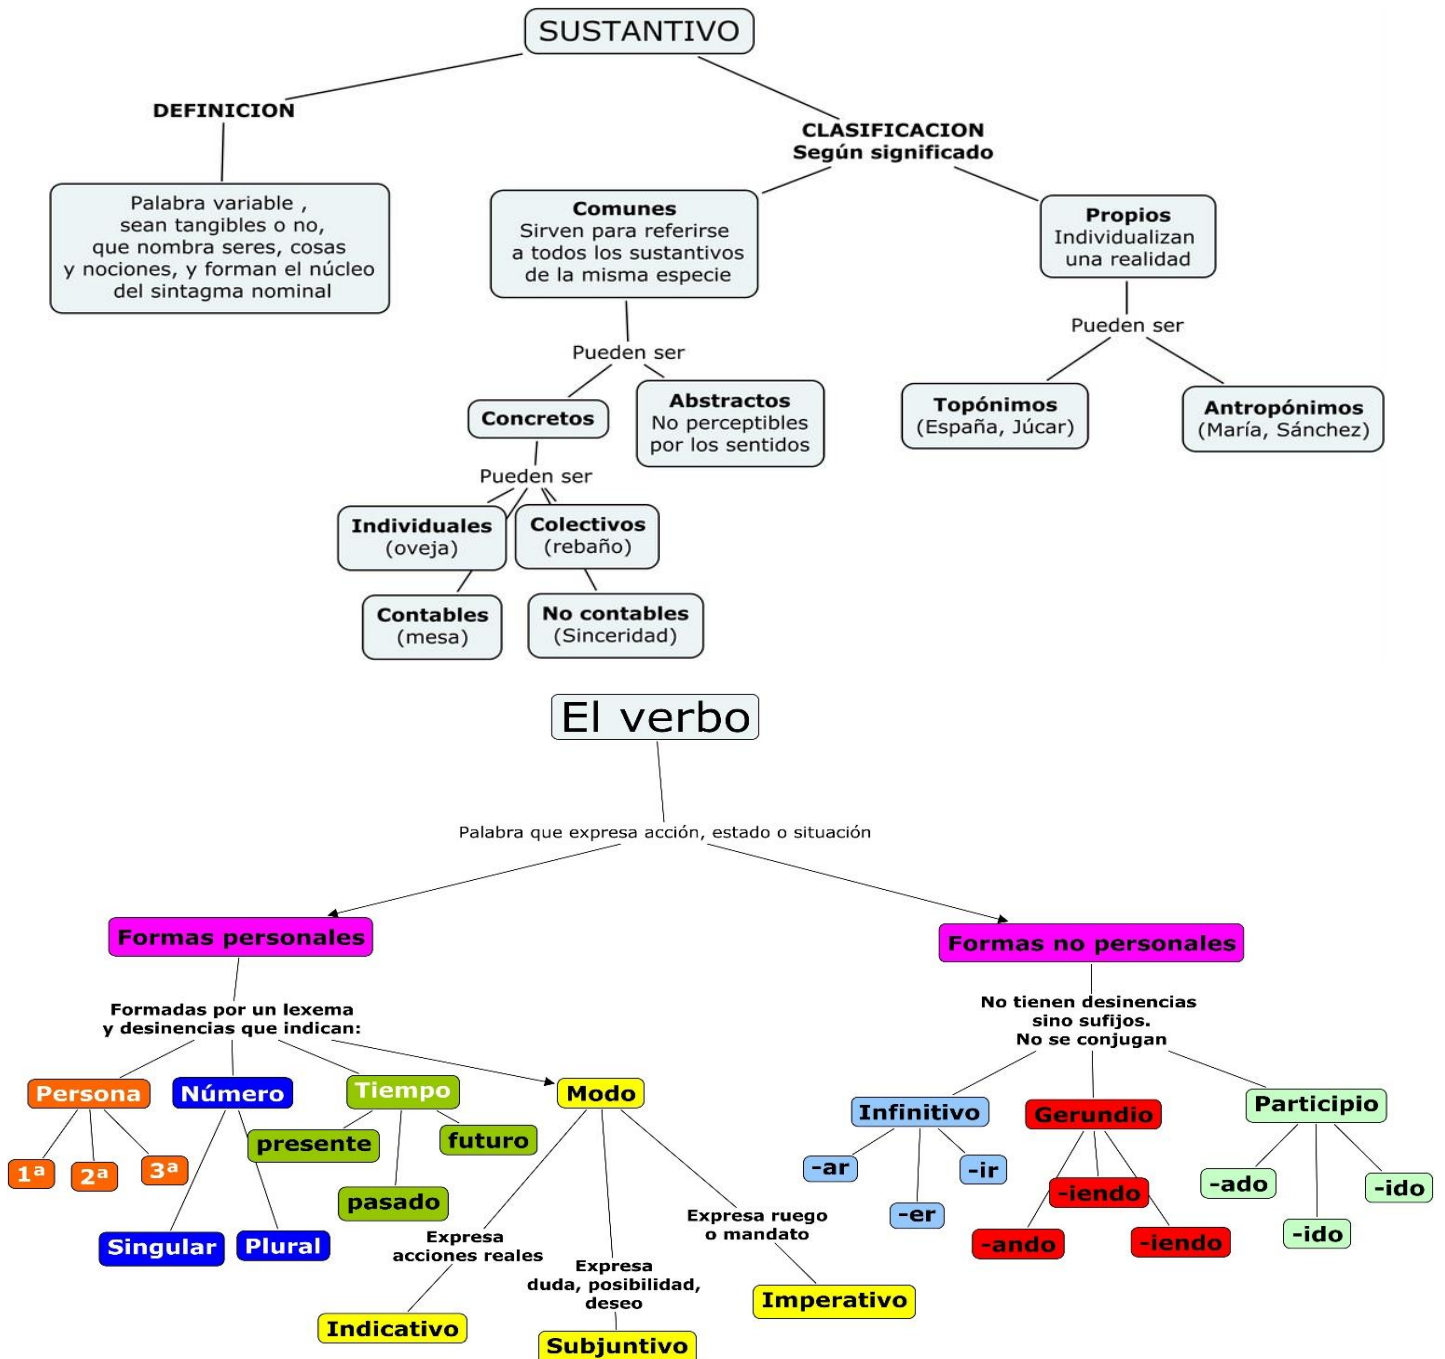 SUSTANTIVO
DEFINICION
CLASIFICACION
Según significado
Palabra variable ,
sean tangibles o no,
que nombra seres, cosas
y nociones, y forman el núcleo
del sintagma nominal
Comunes
Sirven para referirse
a todos los sustantivos
de la misma especie
Propios
Individualizan
una realidad
Pueden ser
Pueden ser
Concretos
Abstractos
No perceptibles
por los sentidos
Topónimos
(España, Júcar)
Antropónimos
(María, Sánchez)
Pueden ser
Individuales
(oveja)
Colectivos
(rebaño)
Contables
(mesa)
No contables
(Sinceridad)
El verbo
Palabra que expresa acción, estado o situación
Formas personales
Formas no personales
Formadas por un lexema
y desinencias que indican:
No tienen desinencias
sino sufijos.
No se conjugan
Persona
Número
Tiempo
Modo
Infinitivo
Gerundio
Participio
1ª
2ª
3ª
Singular
Plural
presente
pasado
futuro
Expresa
acciones reales
Indicativo
Expresa
duda, posibilidad,
deseo
Subjuntivo
Expresa ruego
o mandato
Imperativo
-ar
-er
-ir
-ando
-iendo
-iendo
-ado
-ido
-ido